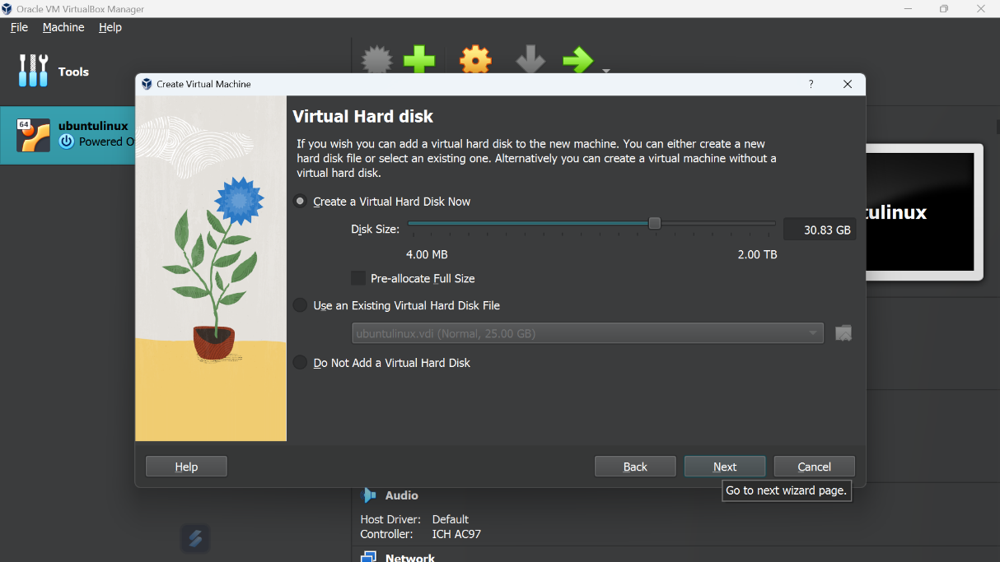 Oracle VM VirtualBox Manager
File Machine Help
Tools
64
ubuntulinux
Powered O
Create Virtual Machine
?
Virtual Hard disk
If you wish you can add a virtual hard disk to the new machine. You can either create a new
hard disk file or select an existing one. Alternatively you can create a virtual machine without a
virtual hard disk.
Create a Virtual Hard Disk Now
Disk Size:
30.83 GB
4.00 MB 2.00 TB
Pre-allocate Full Size
Use an Existing Virtual Hard Disk File
ubuntulinux.vdi (Normal, 25.00 GB)
Do Not Add a Virtual Hard Disk
tulinux
Help Back Next Cancel
Go to next wizard page.
Audio
Host Driver: Default
Controller: ICH AC97
Network